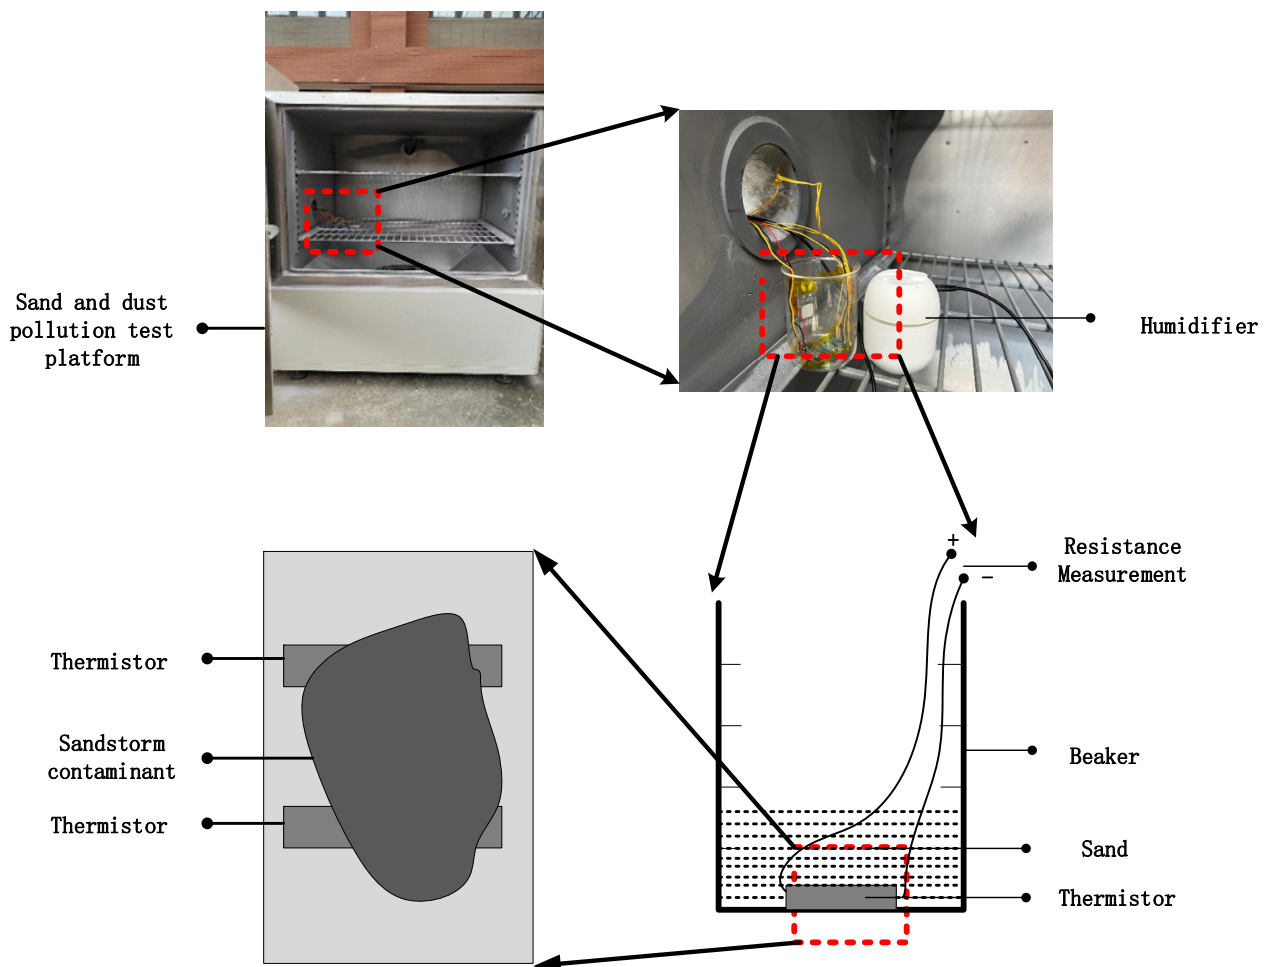 Sand and dust
pollution test
platform
Humidifier
+
−
Resistance
Measurement
Thermistor
Sandstorm
contaminant
Thermistor
Beaker
Sand
Thermistor